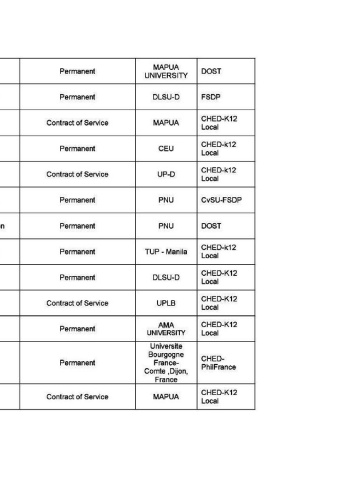 Permanent MAPUA UNIVERSITY DOST
Permanent DLSU-D FSDP
Contract of Service MAPUA CHED-K12 Local
Permanent CEU CHED-k12 Local
Contract of Service UP-D CHED-k12 Local
Permanent PNU CvSU-FSDP
n Permanent PNU DOST
Permanent TUP - Manila CHED-k12 Local
Permanent DLSU-D CHED-K12 Local
Contract of Service UPLB CHED-K12 Local
Permanent AMA UNIVERSITY CHED-K12 Local
Permanent Universite Bourgogne France-Comte ,Dijon, France CHED-PhilFrance
Contract of Service MAPUA CHED-K12 Local